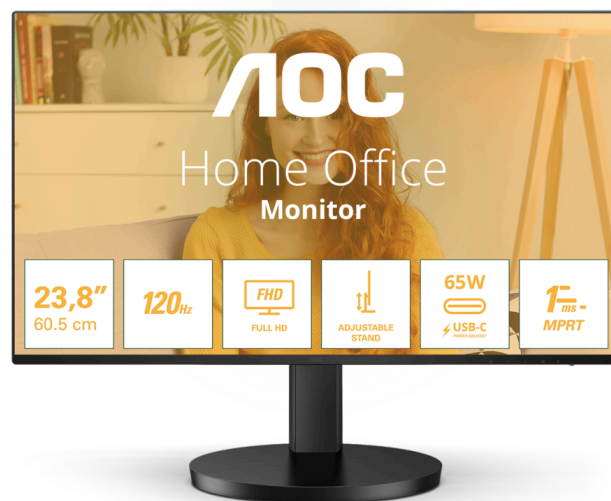 AOC
Home Office
Monitor
23,8”
60.5 cm
120Hz
FHD
FULL HD
ADJUSTABLE
STAND
65W
USB-C
POWER DELIVERY
1ms
MPRT